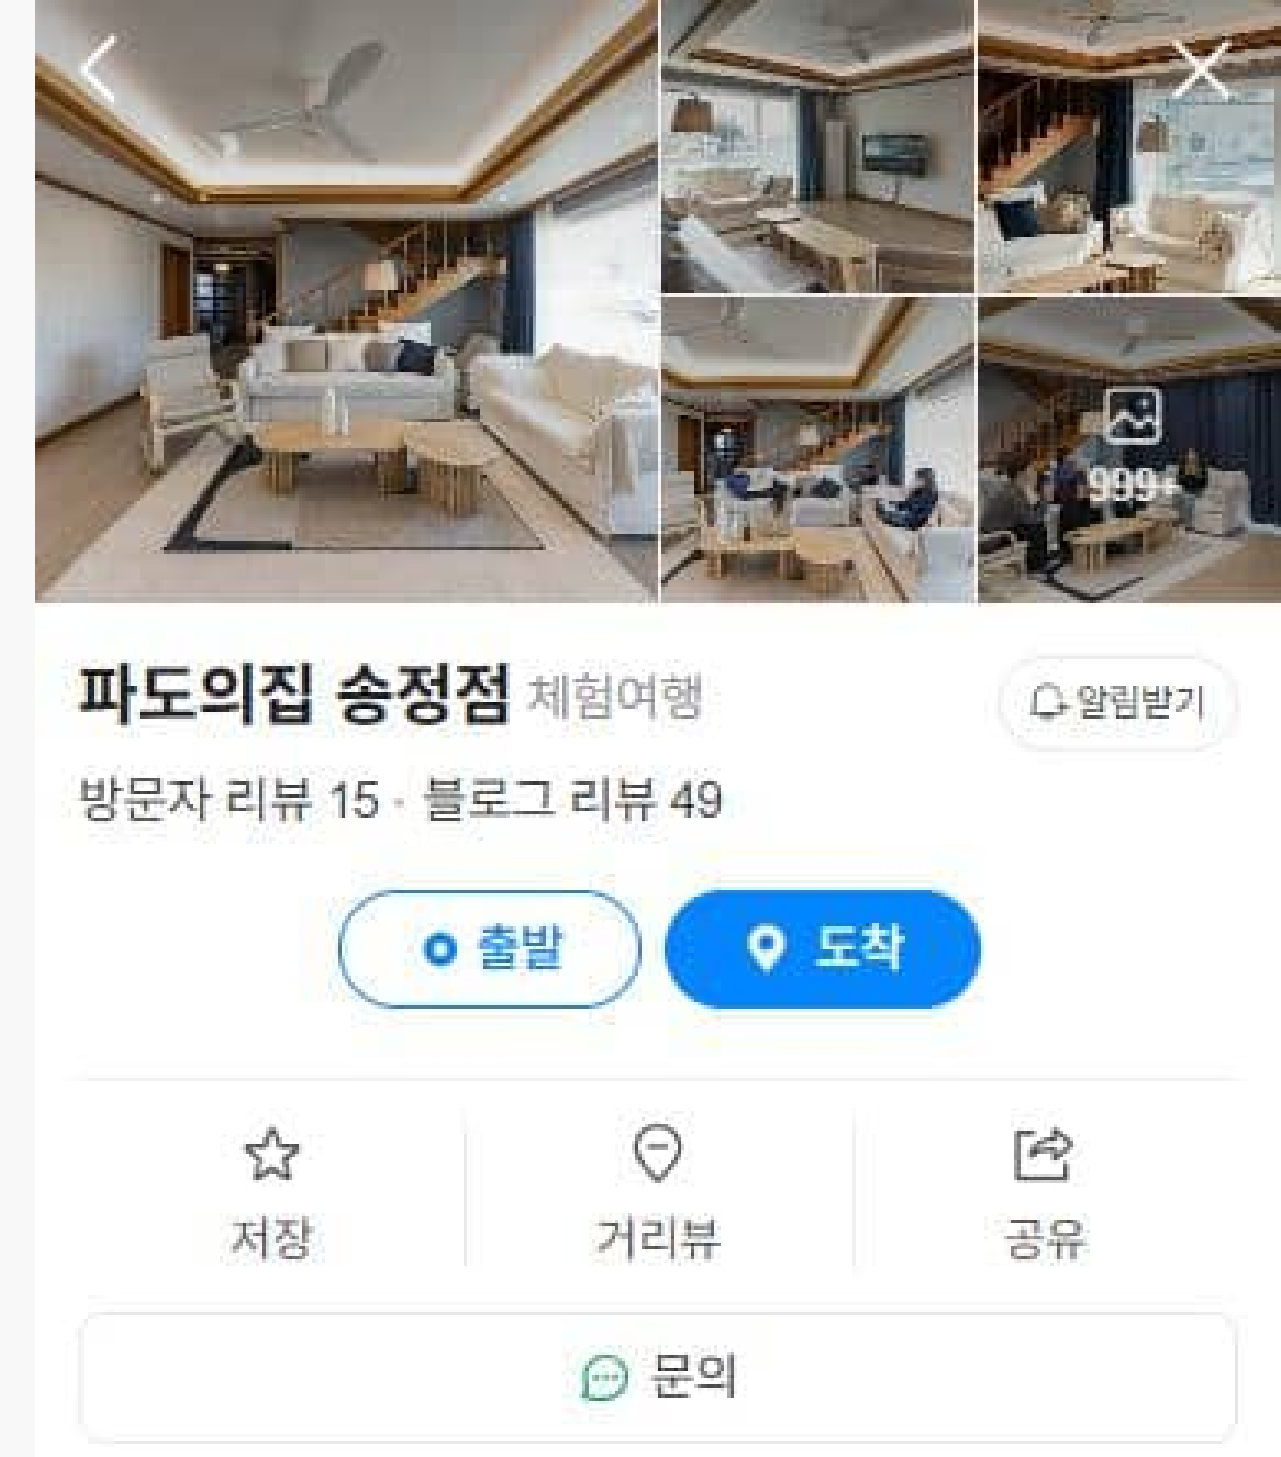 999+
파도의집 송정점 체험여행
알림받기
방문자 리뷰 15 · 블로그 리뷰 49
출발 도착
저장 거리뷰 공유
문의